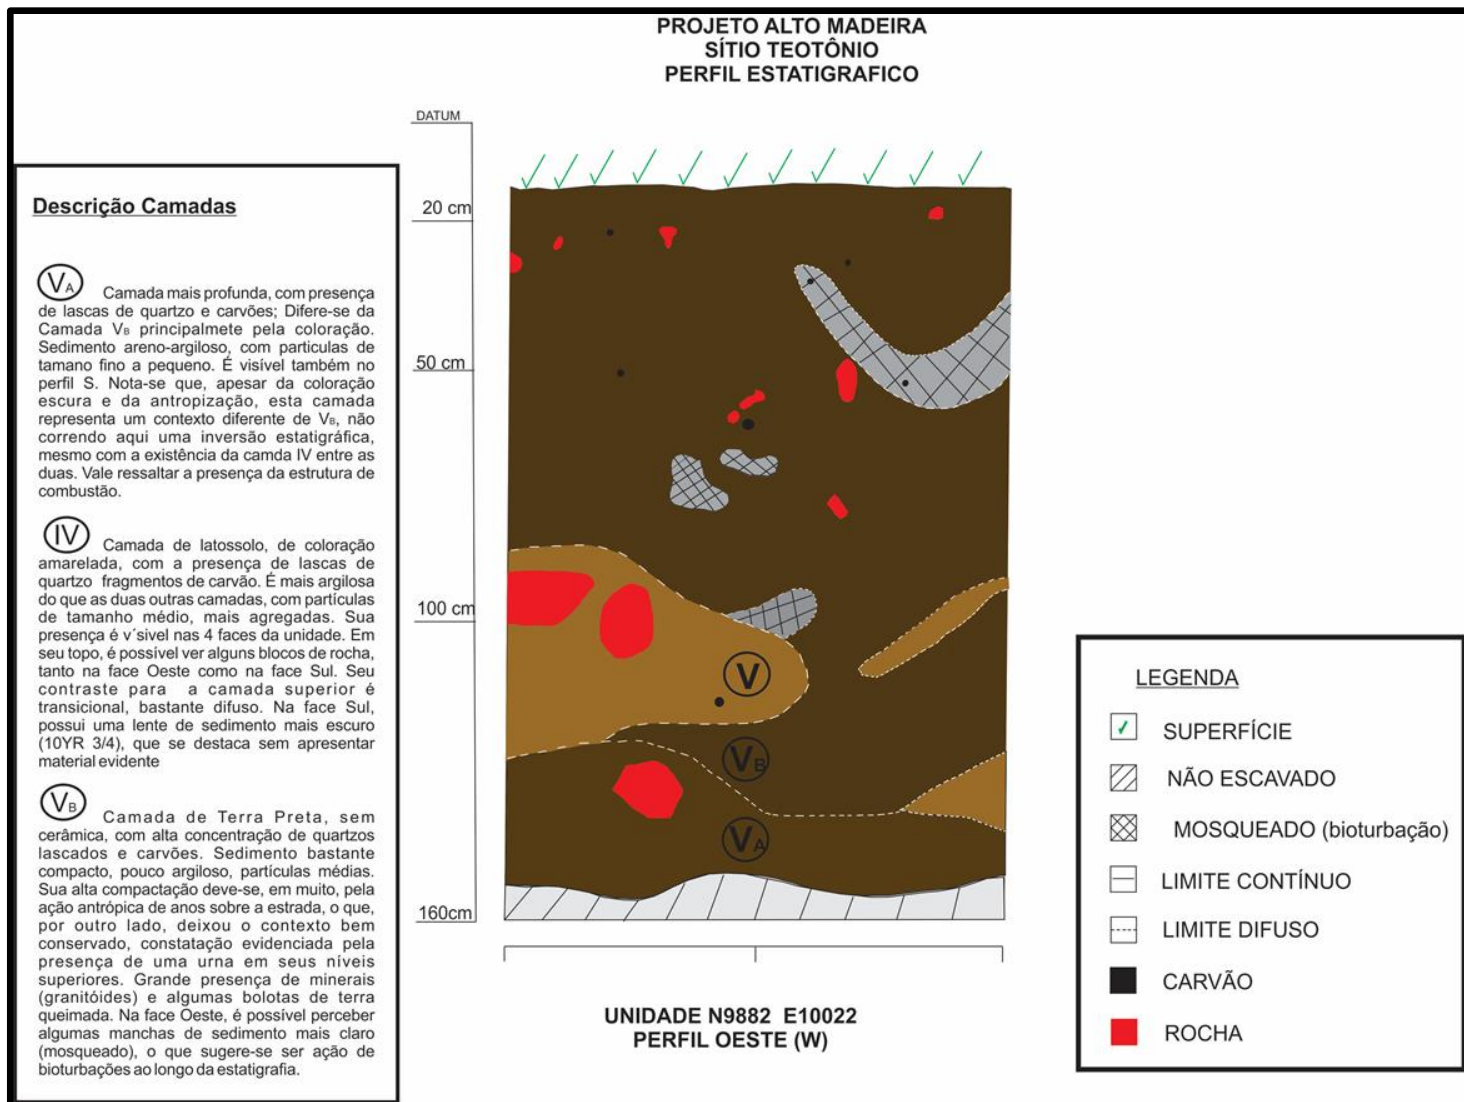 PROJETO ALTO MADEIRA
SÍTIO TEOTÔNIO
PERFIL ESTATIGRAFICO
DATUM
20 cm
50 cm
100 cm
160cm
Descrição Camadas
VA Camada mais profunda, com presença
de lascas de quartzo e carvões; Difere-se da
Camada VB principalmete pela coloração.
Sedimento areno-argiloso, com particulas de
tamano fino a pequeno. É visível também no
perfil S. Nota-se que, apesar da coloração
escura e da antropização, esta camada
representa um contexto diferente de VB, não
correndo aqui uma inversão estatigráfica,
mesmo com a existência da camda IV entre as
duas. Vale ressaltar a presença da estrutura de
combustão.
IV Camada de latossolo, de coloração
amarelada, com a presença de lascas de
quartzo fragmentos de carvão. É mais argilosa
do que as duas outras camadas, com partículas
de tamanho médio, mais agregadas. Sua
presença é v´sivel nas 4 faces da unidade. Em
seu topo, é possível ver alguns blocos de rocha,
tanto na face Oeste como na face Sul. Seu
contraste para a camada superior é
transicional, bastante difuso. Na face Sul,
possui uma lente de sedimento mais escuro
(10YR 3/4), que se destaca sem apresentar
material evidente
VB Camada de Terra Preta, sem
cerâmica, com alta concentração de quartzos
lascados e carvões. Sedimento bastante
compacto, pouco argiloso, partículas médias.
Sua alta compactação deve-se, em muito, pela
ação antrópica de anos sobre a estrada, o que,
por outro lado, deixou o contexto bem
conservado, constatação evidenciada pela
presença de uma urna em seus níveis
superiores. Grande presença de minerais
(granitóides) e algumas bolotas de terra
queimada. Na face Oeste, é possível perceber
algumas manchas de sedimento mais claro
(mosqueado), o que sugere-se ser ação de
bioturbações ao longo da estatigrafia.
V
VB
VA
UNIDADE N9882 E10022
PERFIL OESTE (W)
LEGENDA
SUPERFÍCIE
NÃO ESCAVADO
MOSQUEADO (bioturbação)
LIMITE CONTÍNUO
LIMITE DIFUSO
CARVÃO
ROCHA